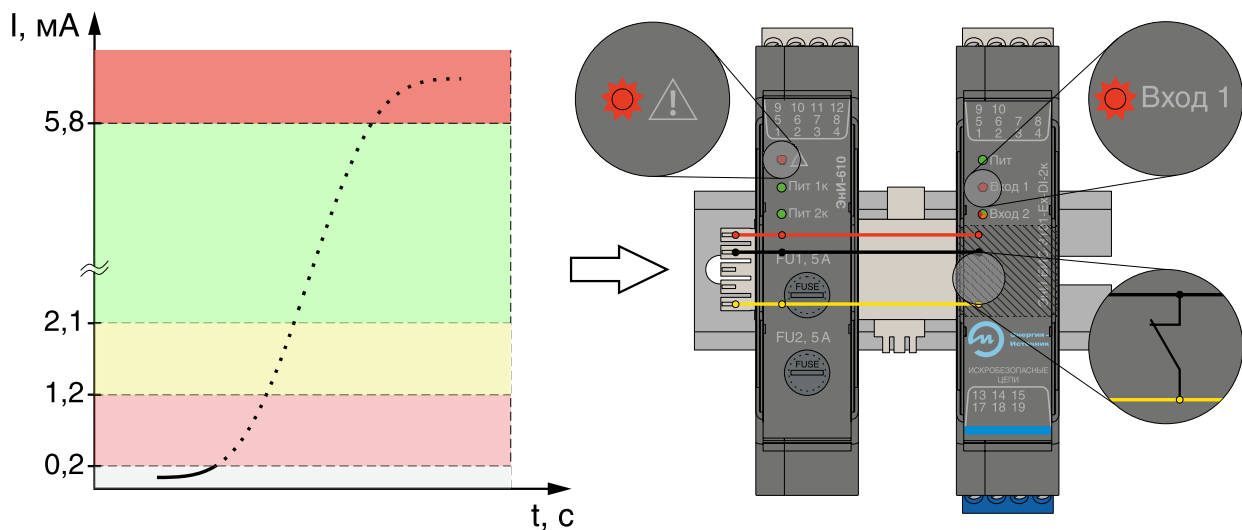 I, мА
5,8
2,1
1,2
0,2
t, с
Вход 1
9 10 11 12
5 6 7 8
1 2 3 4
Пит 1к
Пит 2к
ЭнИ-610
FU1, 5 A
FUSE
FU2, 5 A
FUSE
9 10
5 6 7 8
1 2 3 4
Пит
Вход 1
Вход 2
1-Ex-DI-2к
энергия-
Источник
ИСКРОБЕЗОПАСНЫЕ
ЦЕПИ
13 14 15
17 18 19